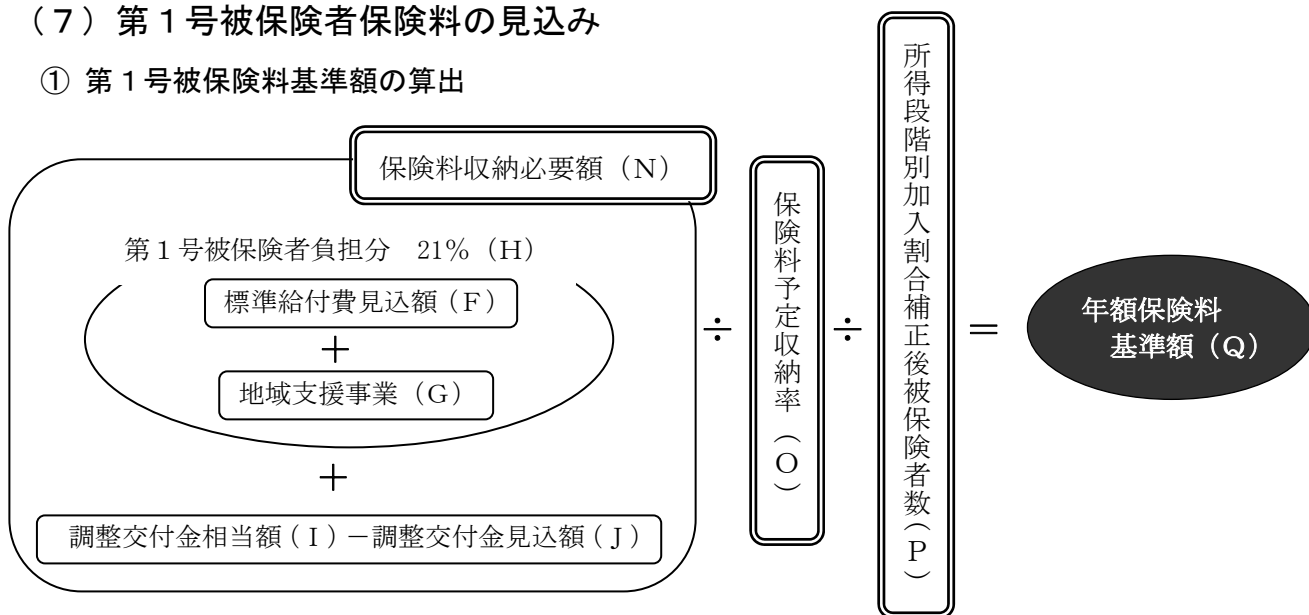 （７）第１号被保険者保険料の見込み
① 第１号被保険料基準額の算出
保険料収納必要額（Ｎ）
第１号被保険者負担分　21％（Ｈ）
標準給付費見込額（Ｆ）
＋
地域支援事業（Ｇ）
＋
調整交付金相当額（Ｉ）－調整交付金見込額（Ｊ）
÷
保険料予定収納率（Ｏ）
÷
所得段階別加入割合補正後被保険者数（Ｐ）
＝
年額保険料
基準額（Ｑ）